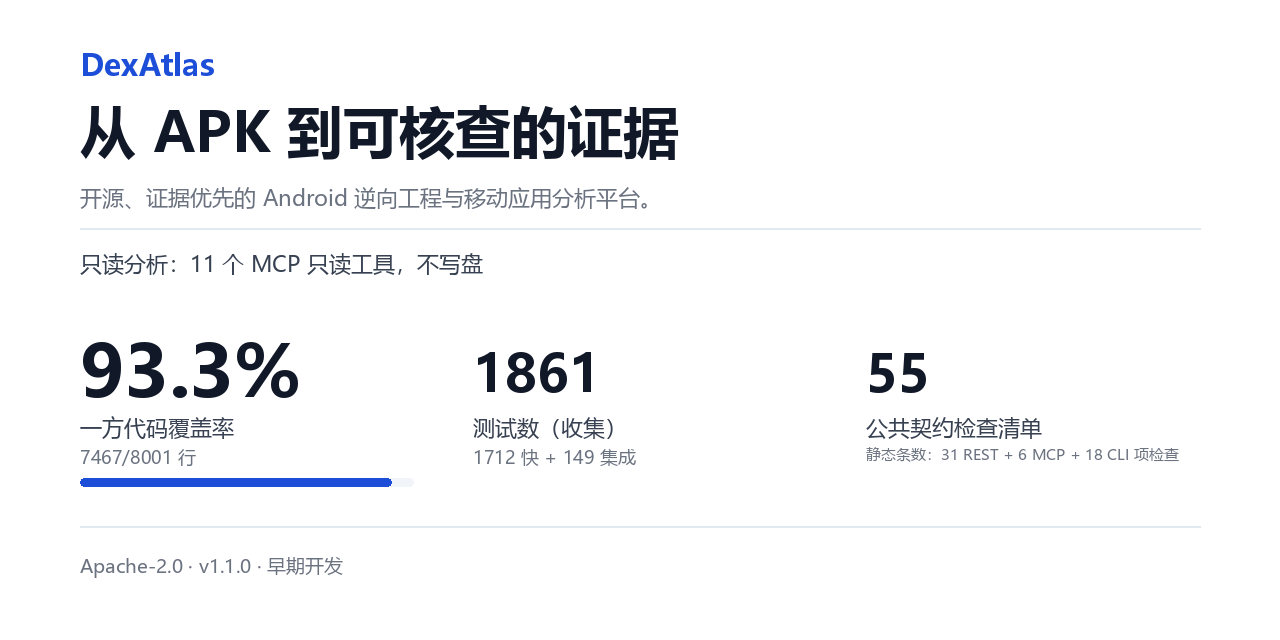 DexAtlas
从 APK 到可核查的证据
开源、证据优先的 Android 逆向工程与移动应用分析平台。
只读分析：11 个 MCP 只读工具，不写盘
93.3%
一方代码覆盖率
7467/8001 行
1861
测试数（收集）
1712 快 + 149 集成
55
公共契约检查清单
静态条数：31 REST + 6 MCP + 18 CLI 项检查
Apache-2.0 · v1.1.0 · 早期开发